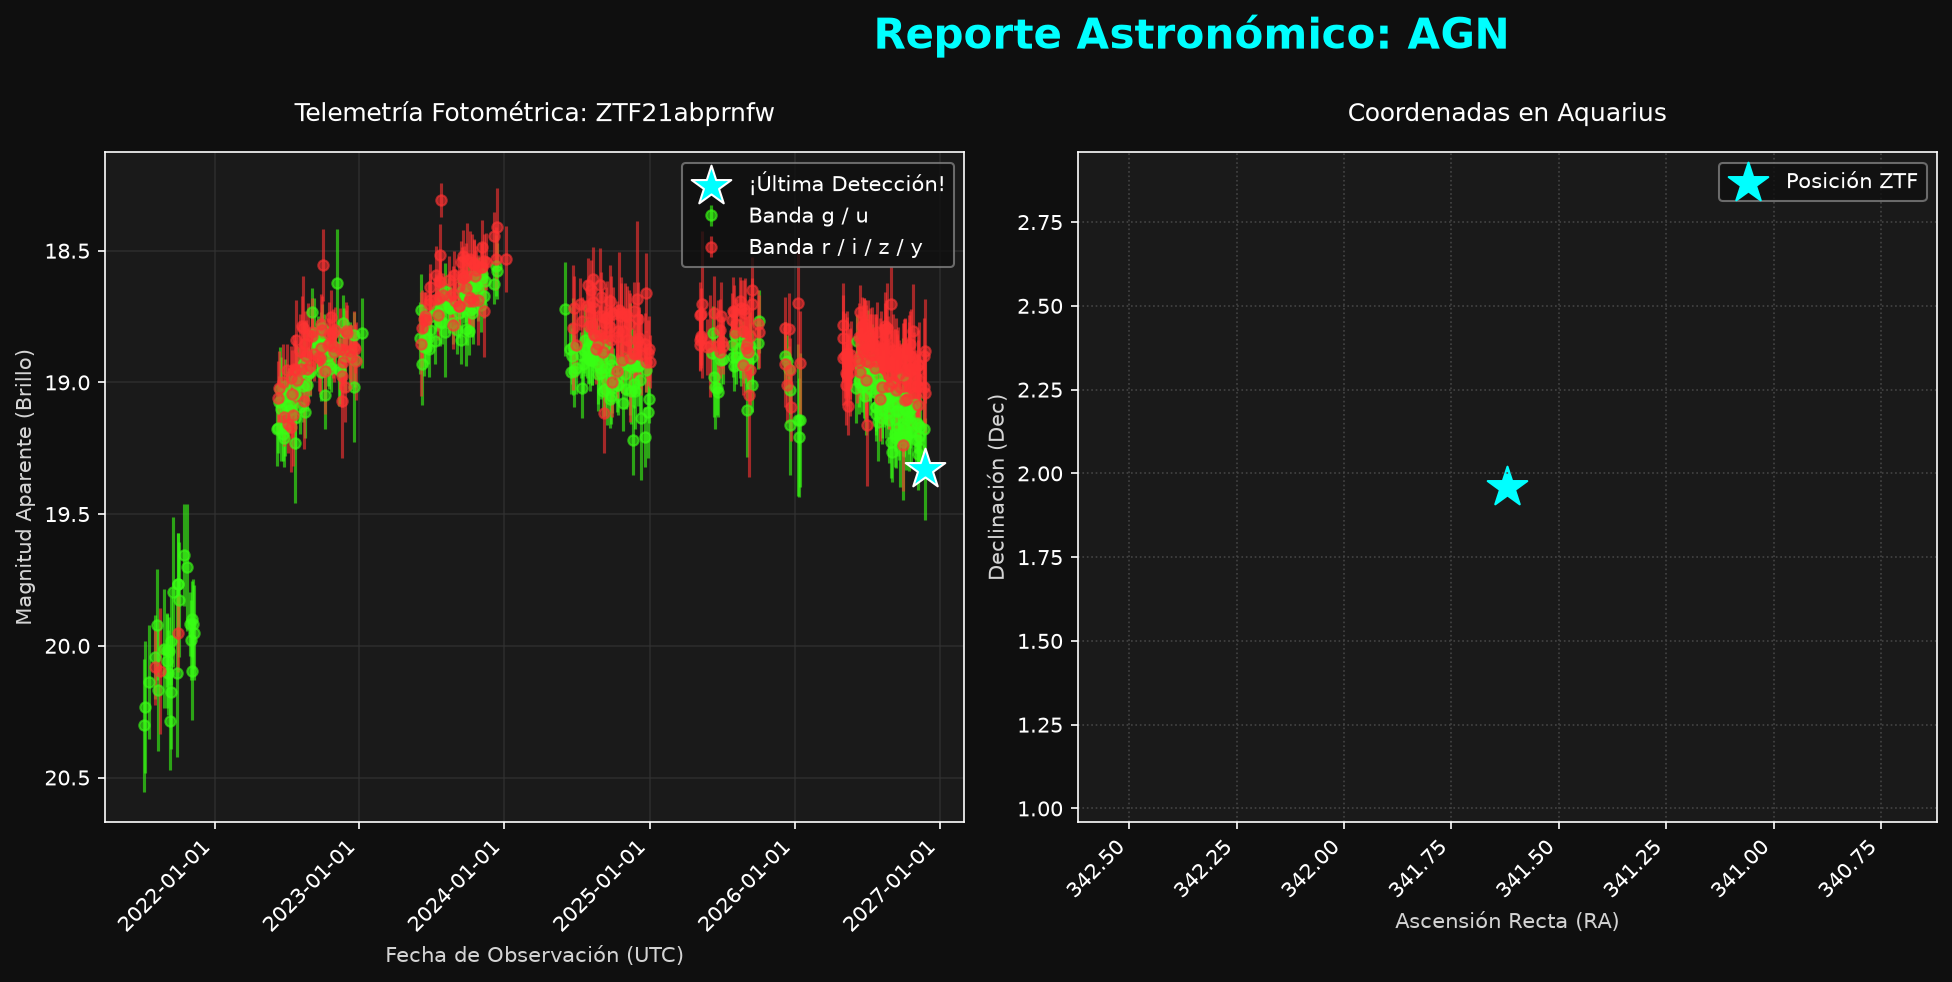 Reporte Astronómico: AGN
Telemetría Fotométrica: ZTF21abprnfw
¡Última Detección!
Banda g / u
Banda r / i / z / y
Magnitud Aparente (Brillo)
18.5
19.0
19.5
20.0
20.5
2022-01-01
2023-01-01
2024-01-01
2025-01-01
2026-01-01
2027-01-01
Fecha de Observación (UTC)
Coordenadas en Aquarius
Posición ZTF
Declinación (Dec)
2.75
2.50
2.25
2.00
1.75
1.50
1.25
1.00
342.50
342.25
342.00
341.75
341.50
341.25
341.00
340.75
Ascensión Recta (RA)